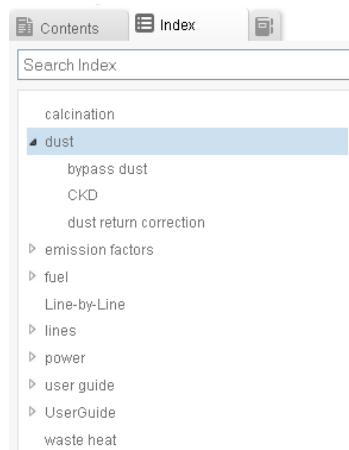 Contents Index
Search Index
calcination
dust
bypass dust
CKD
dust return correction
emission factors
fuel
Line-by-Line
lines
power
user guide
UserGuide
waste heat